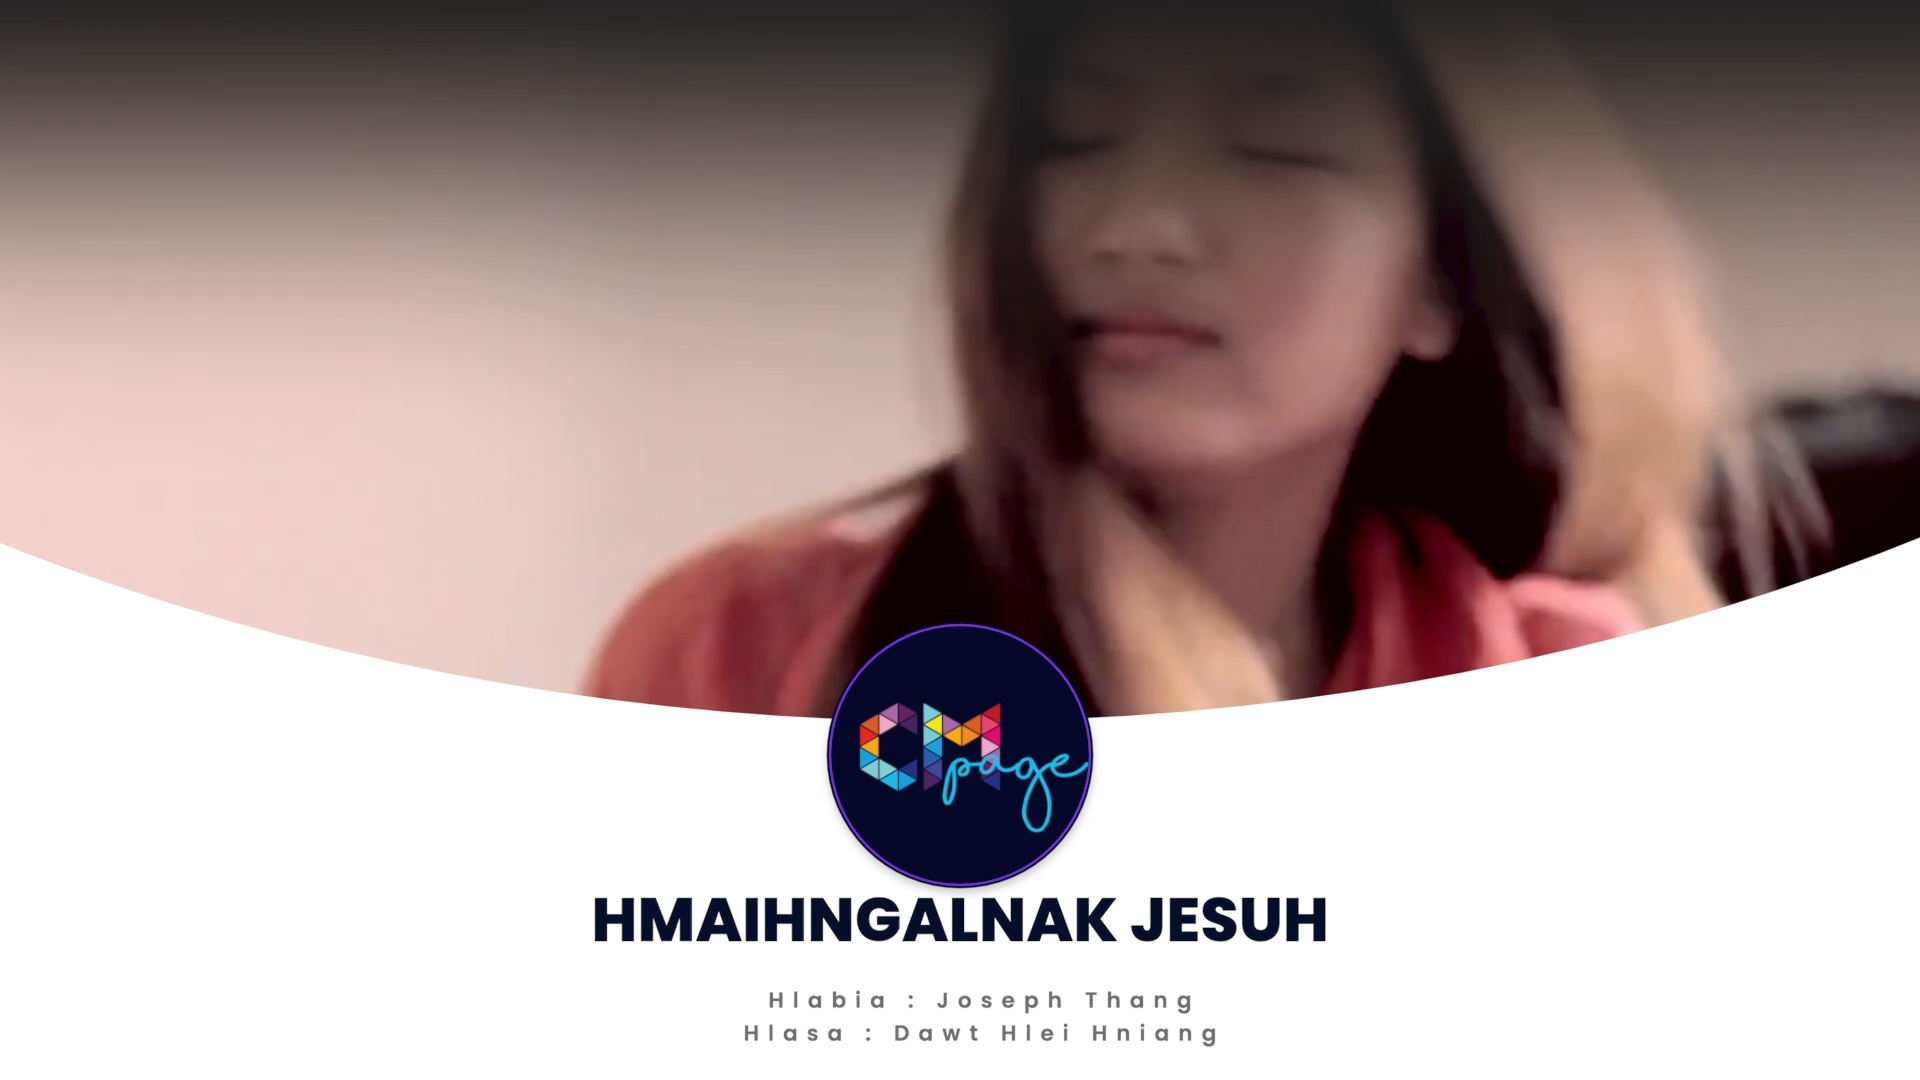 CM
page
HMAIHNGALNAK JESUH
Hlabia : Joseph Thang
Hlasa : Dawt Hlei Hniang